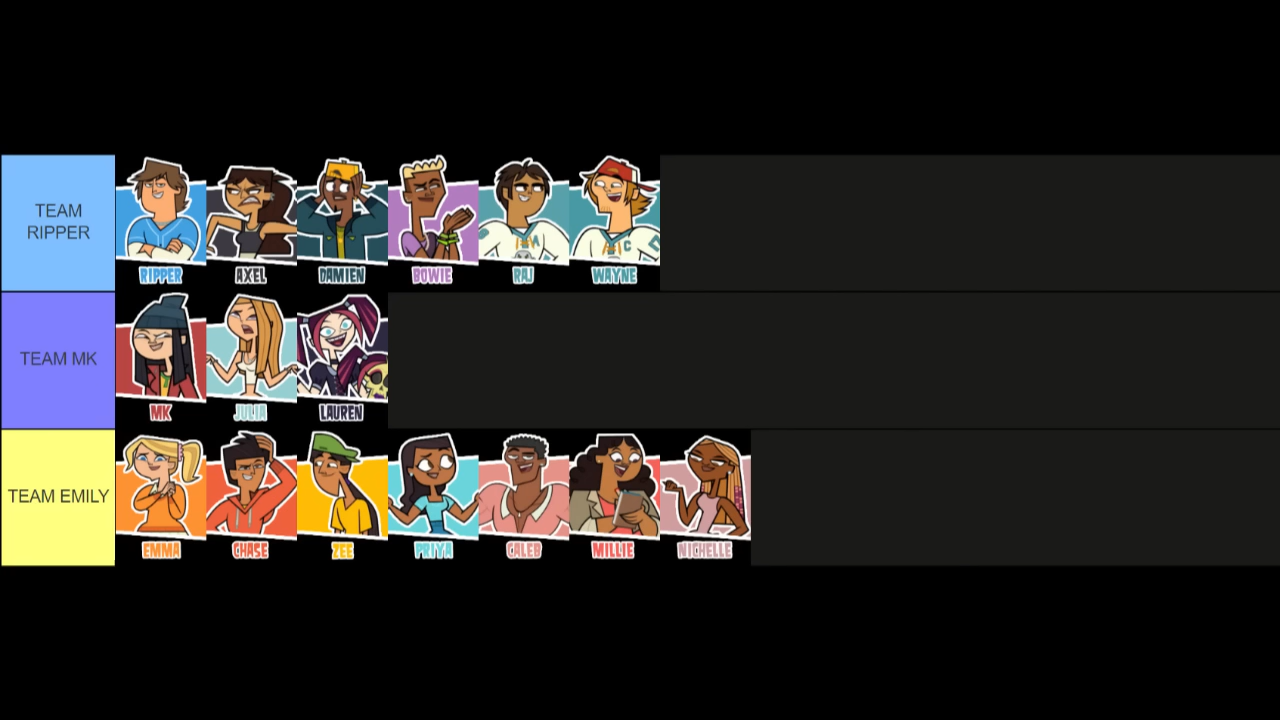 TEAM
RIPPER
RIPPER AXEL DAMIEN BOWIE RAJ WAYNE
TEAM MK
MK JULIA LAUREN
TEAM EMILY
EMMA CHASE ZEE PRIYA CALEB MILLIE NICHELLE